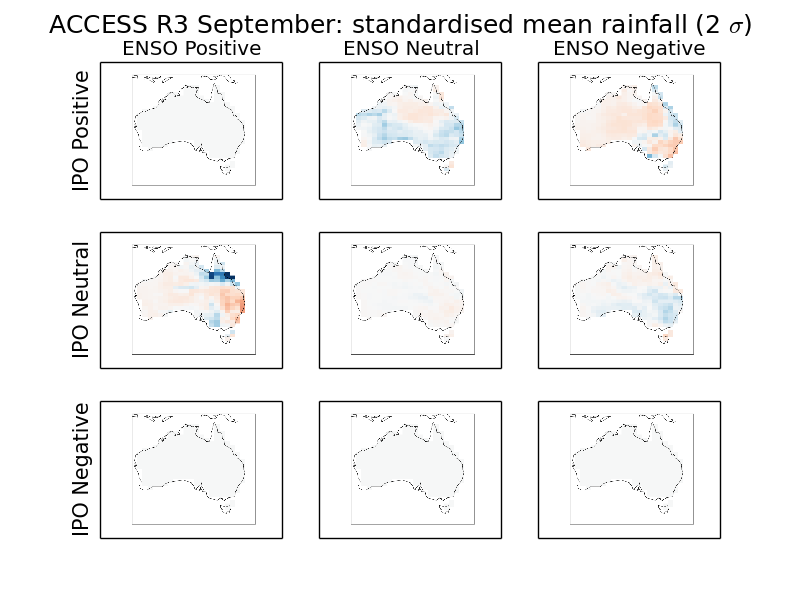 ACCESS R3 September: standardised mean rainfall (2 σ)
ENSO Positive ENSO Neutral ENSO Negative
IPO Positive
IPO Neutral
IPO Negative